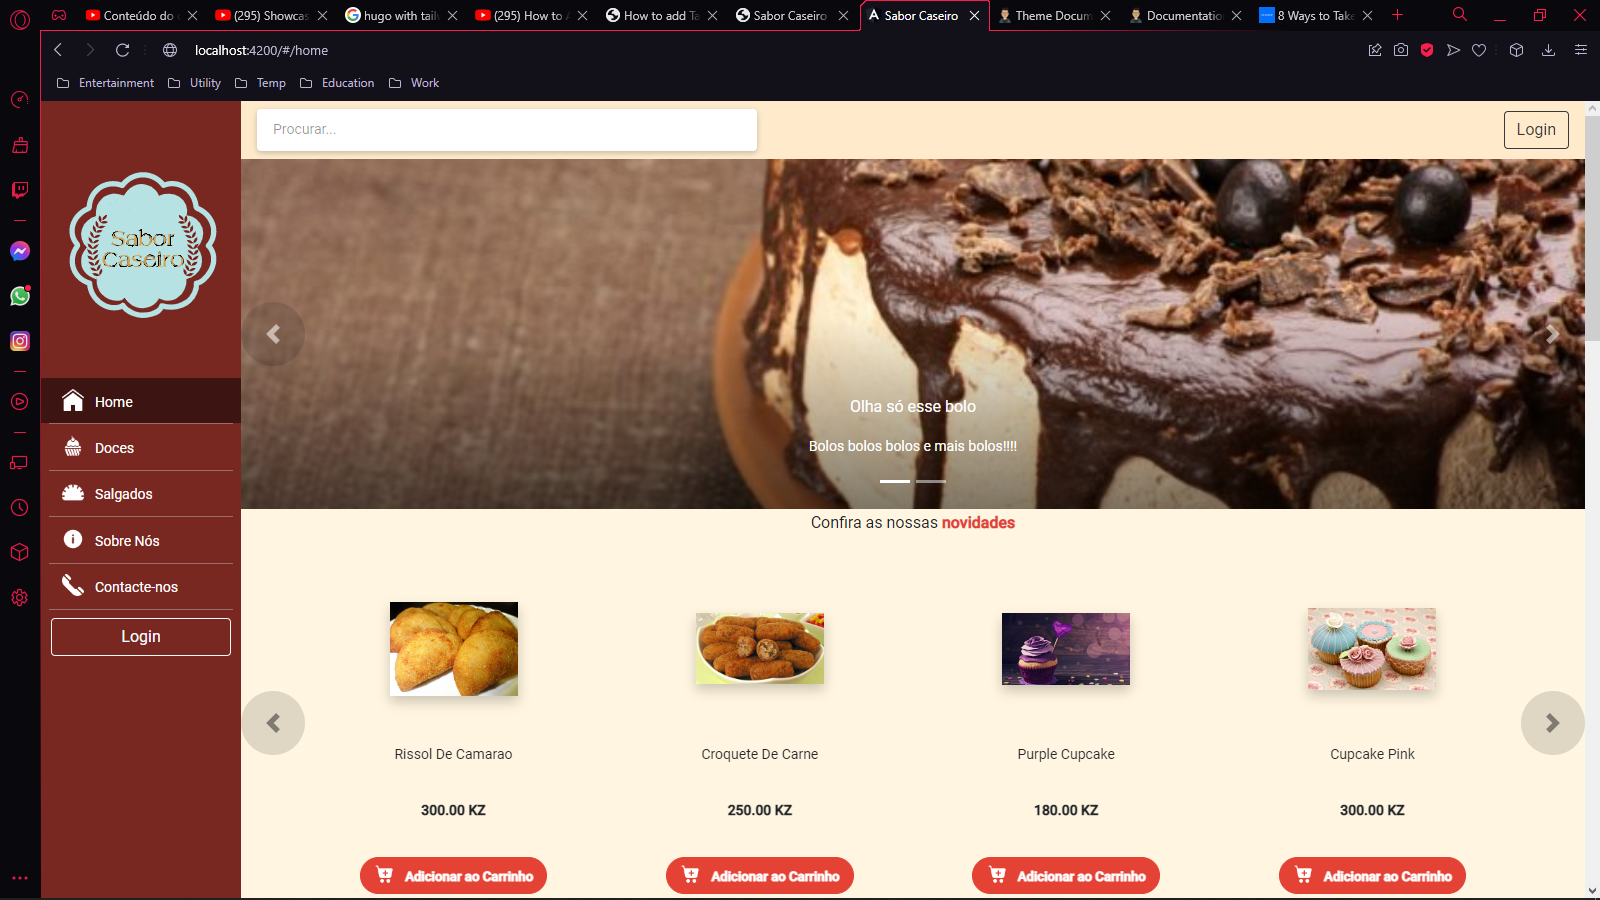 Conteúdo do
(295) Showcas
hugo with tail
(295) How to A
How to add Ta
Sabor Caseiro
Sabor Caseiro
Theme Docum
Documentatio
8 Ways to Take
localhost:4200/#/home
Entertainment
Utility
Temp
Education
Work
Procurar...
Login
Sabor
Caseiro
Home
Doces
Salgados
Sobre Nós
Contacte-nos
Login
Olha só esse bolo
Bolos bolos bolos e mais bolos!!!!
Confira as nossas novidades
Rissol De Camarao
Croquete De Carne
Purple Cupcake
Cupcake Pink
300.00 KZ
250.00 KZ
180.00 KZ
300.00 KZ
Adicionar ao Carrinho
Adicionar ao Carrinho
Adicionar ao Carrinho
Adicionar ao Carrinho